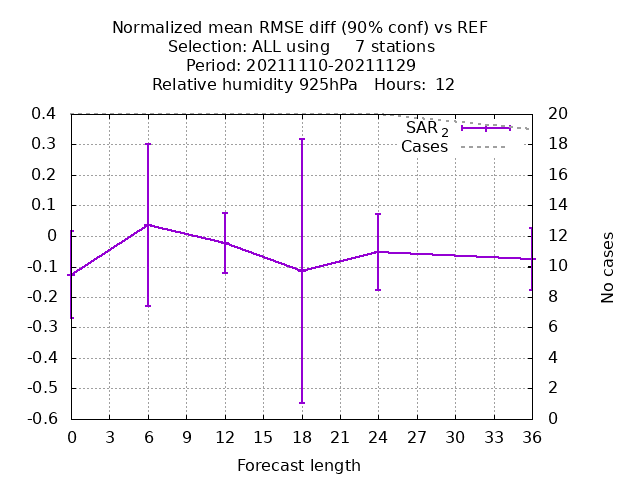 Normalized mean RMSE diff (90% conf) vs REF
Selection: ALL using 7 stations
Period: 20211110-20211129
Relative humidity 925hPa Hours: 12
0.4
0.3
0.2
0.1
0
-0.1
-0.2
-0.3
-0.4
-0.5
-0.6
SAR 2
Cases
20
18
16
14
12
10
8
6
4
2
0
No cases
0 3 6 9 12 15 18 21 24 27 30 33 36
Forecast length